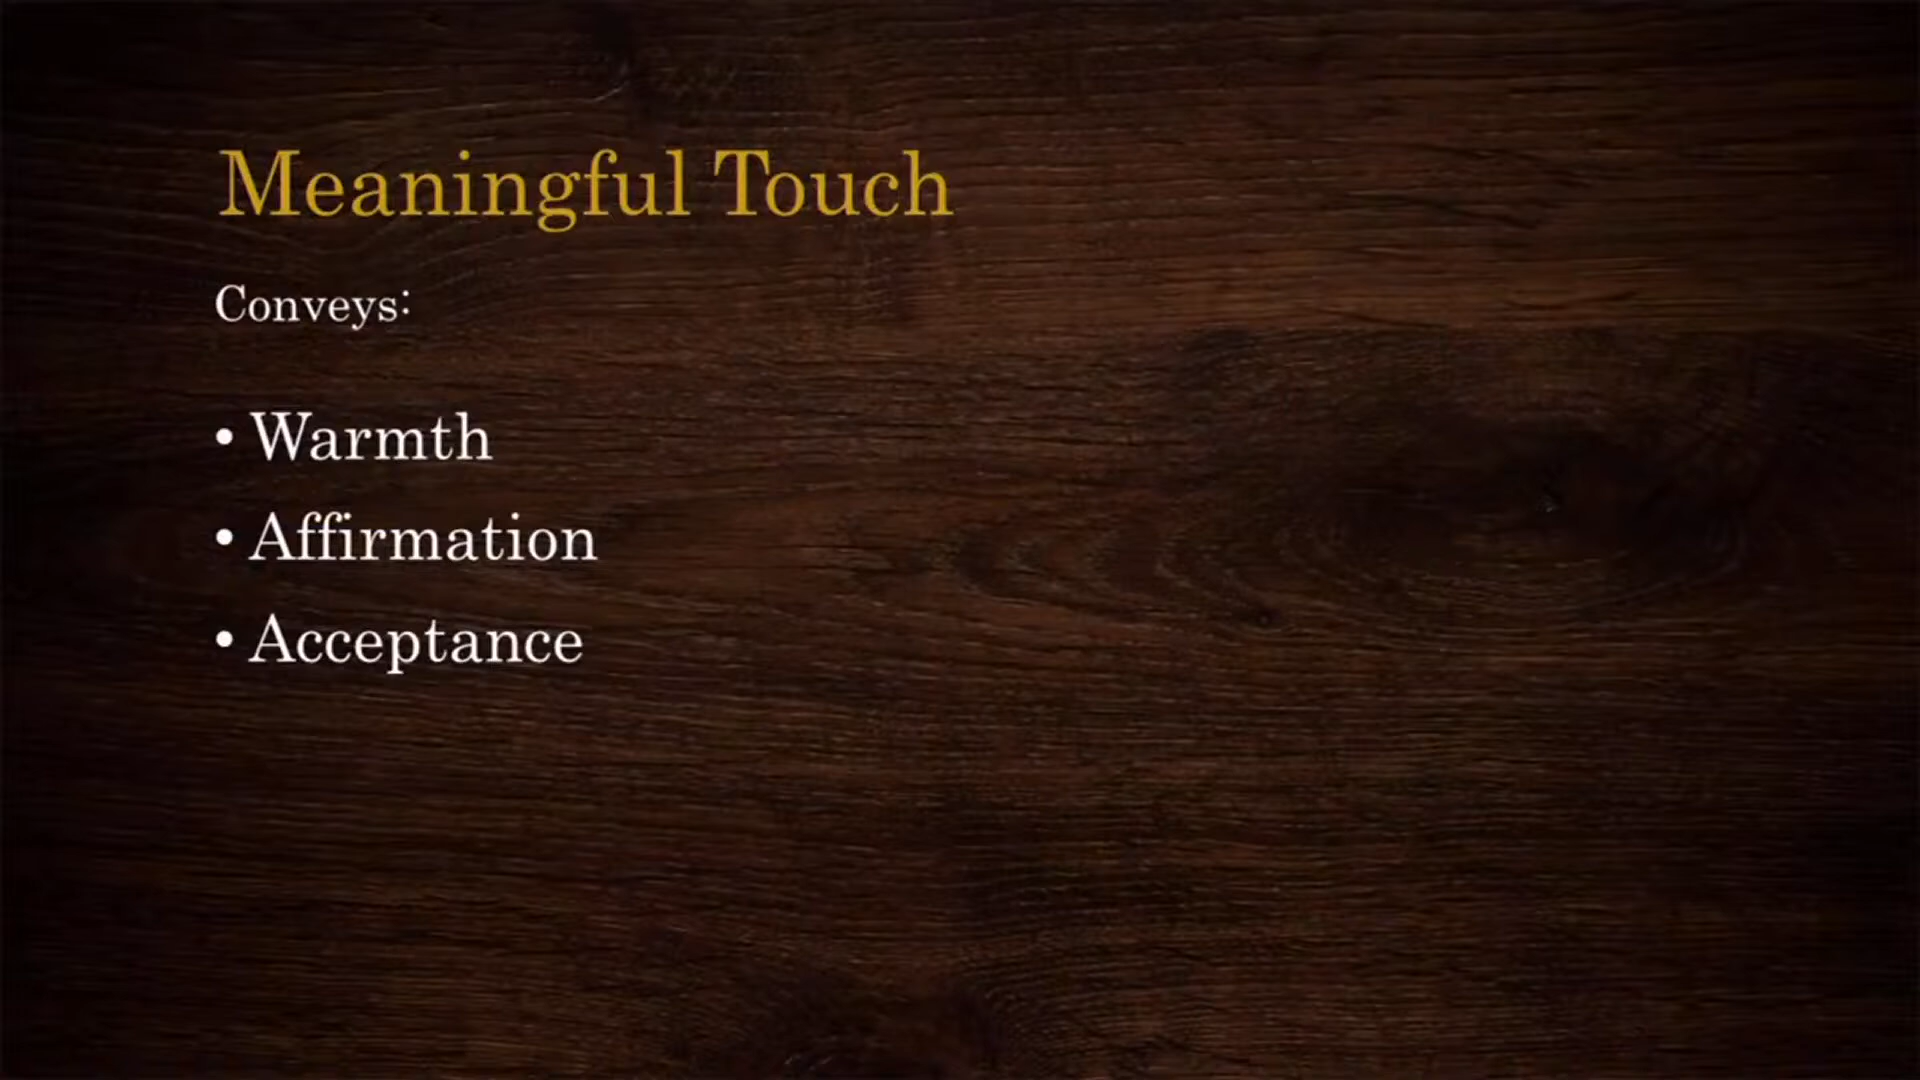 Meaningful Touch
Conveys:
• Warmth
• Affirmation
• Acceptance